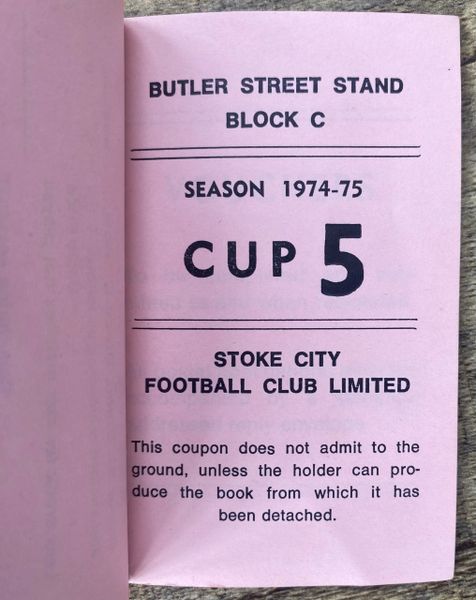 BUTLER STREET STAND
BLOCK C
SEASON 1974-75
CUP 5
STOKE CITY
FOOTBALL CLUB LIMITED
This coupon does not admit to the
ground, unless the holder can pro-
duce the book from which it has
been detached.